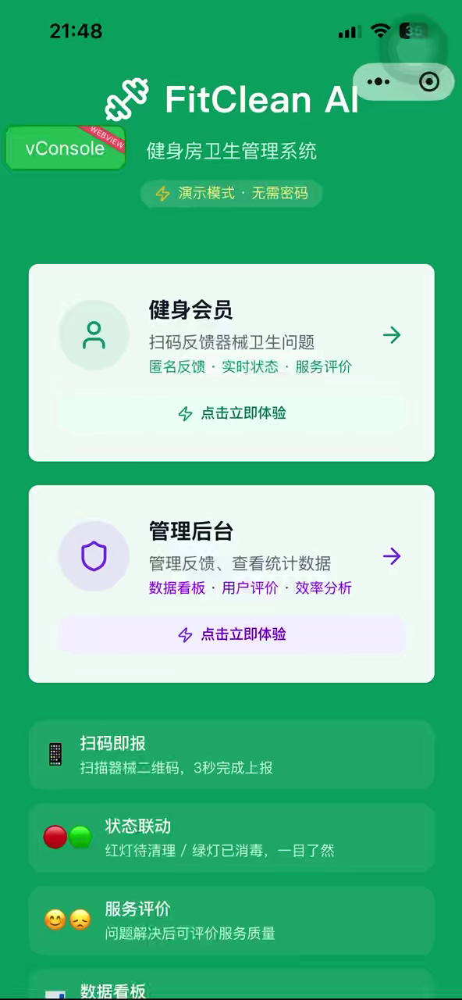 21:48
35
FitClean AI
vConsole
WEBVIEW
健身房卫生管理系统
演示模式 · 无需密码
健身会员
扫码反馈器械卫生问题
匿名反馈 · 实时状态 · 服务评价
点击立即体验
管理后台
管理反馈、查看统计数据
数据看板 · 用户评价 · 效率分析
点击立即体验
扫码即报
扫描器械二维码，3秒完成上报
状态联动
红灯待清理 / 绿灯已消毒，一目了然
服务评价
问题解决后可评价服务质量
数据看板